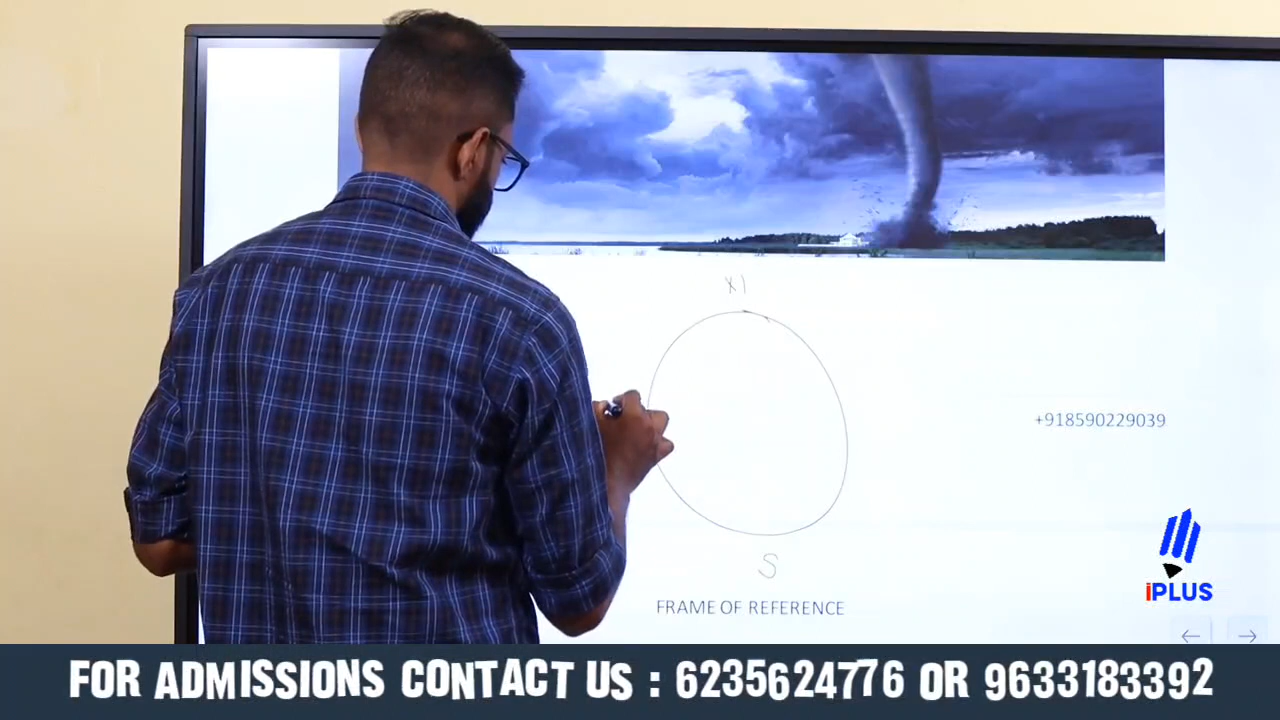 XI
+918590229039
iPLUS
S
FRAME OF REFERENCE
FOR ADMISSIONS CONTACT US : 6235624776 OR 9633183392